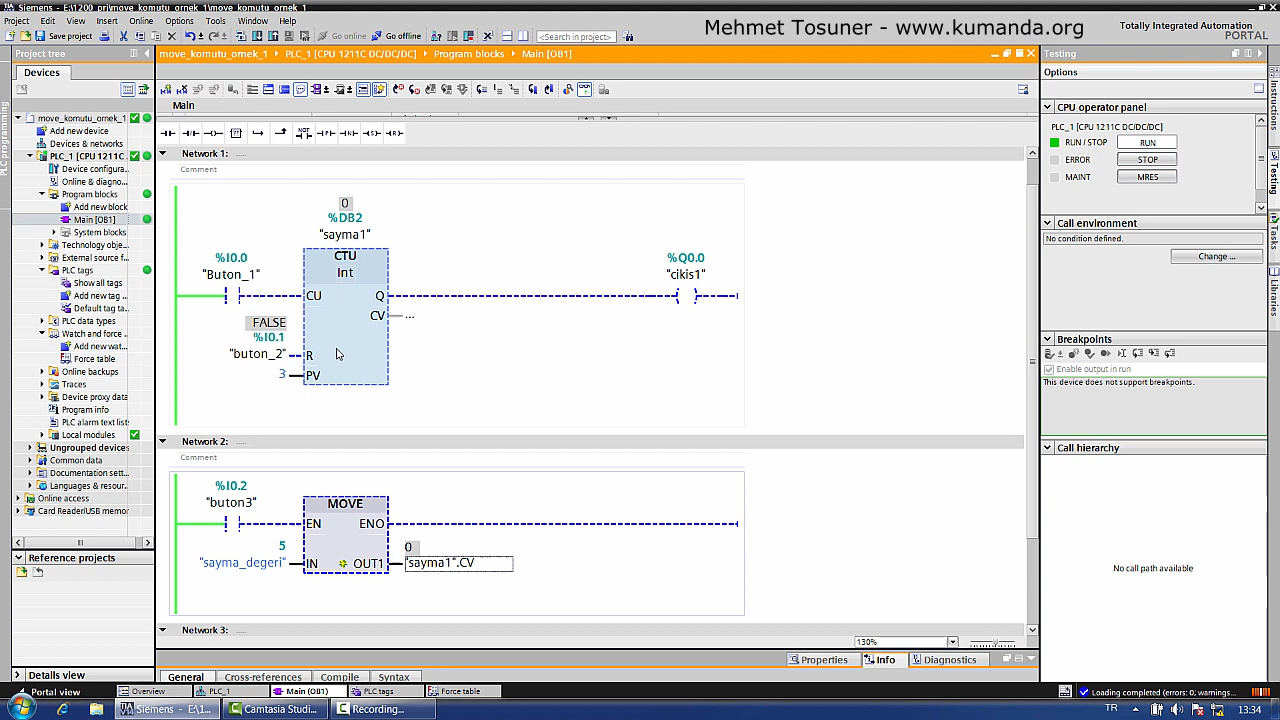 Siemens - E:\1200_prj\move_komutu_ornek_1\move_komutu_ornek_1
Mehmet Tosuner - www.kumanda.org
Project Edit View Insert Online Options Tools Window Help
Totally Integrated Automation
PORTAL
Save project
Go online
Go offline
<Search in project>
Project tree
move_komutu_ornek_1 PLC_1 [CPU 1211C DC/DC/DC] Program blocks Main [OB1]
Testing
Devices
Options
Main
move_komutu_ornek_1
Add new device
Devices & networks
PLC_1 [CPU 1211C
Device configura..
Online & diagno...
Program blocks
Add new block
Main [OB1]
System blocks
Technology obje...
External source f
PLC tags
Show all tags
Add new tag
Default tag ta
PLC data types
Watch and force
Add new wat..
Force table
Online backups
Traces
Device proxy data
Program info
PLC alarm text lists
Local modules
Ungrouped devices
Common data
Documentation sett..
Languages & resour..
Online access
Card Reader/USB memor
Reference projects
Details view
Network 1: .....
Comment
0
%DB2
"sayma1"
CTU
Int
%I0.0
"Buton_1"
CU
Q
CV
...
FALSE
%I0.1
"buton_2"
R
3
PV
%Q0.0
"cikis1"
Network 2: .....
Comment
%I0.2
"buton3"
MOVE
EN
ENO
5
"sayma_degeri"
IN
OUT1
0
"sayma1".CV
Network 3: .....
130%
Properties
Info
Diagnostics
General
Cross-references
Compile
Syntax
CPU operator panel
PLC_1 [CPU 1211C DC/DC/DC]
RUN / STOP
RUN
ERROR
STOP
MAINT
MRES
Call environment
No condition defined.
Change ...
Breakpoints
Enable output in run
This device does not support breakpoints.
Call hierarchy
No call path available
PLC programming
Instructions
Testing
Tasks
Libraries
Portal view
Overview
PLC_1
Main (OB1)
PLC tags
Force table
Loading completed (errors: 0; warnings...
Siemens - E:\1...
Camtasia Studi...
Recording...
TR
13:34